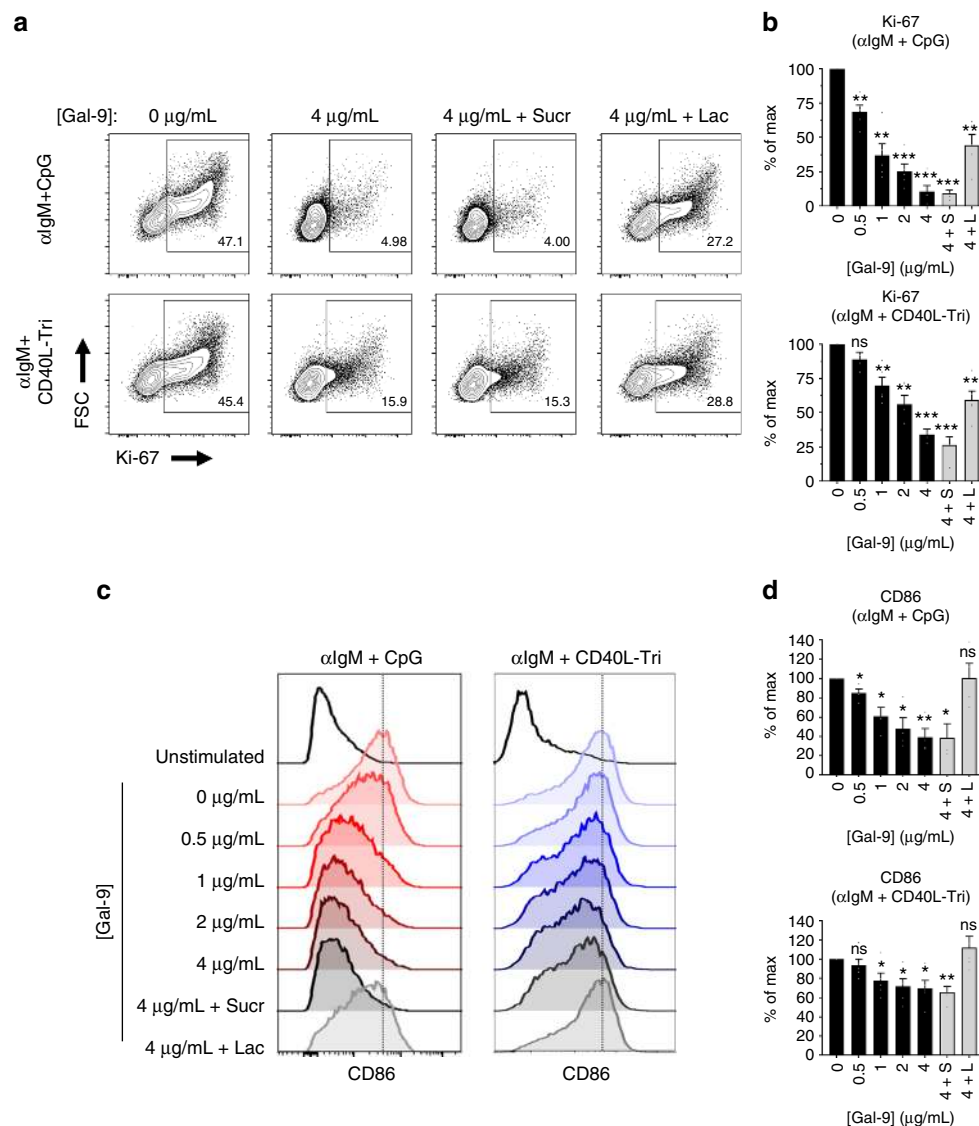 a
[Gal-9]: 0 μg/mL 4 μg/mL 4 μg/mL + Sucr 4 μg/mL + Lac
αIgM+CpG
47.1 4.98 4.00 27.2
αIgM+
CD40L-Tri
45.4 15.9 15.3 28.8
FSC
Ki-67
b
Ki-67
(αIgM + CpG)
% of max
100
75
50
25
0
** ** *** *** *** **
0 0.5 1 2 4 4 + S 4 + L
[Gal-9] (μg/mL)
Ki-67
(αIgM + CD40L-Tri)
% of max
100
75
50
25
0
ns ** ** *** *** **
0 0.5 1 2 4 4 + S 4 + L
[Gal-9] (μg/mL)
c
αIgM + CpG αIgM + CD40L-Tri
Unstimulated
[Gal-9]
0 μg/mL
0.5 μg/mL
1 μg/mL
2 μg/mL
4 μg/mL
4 μg/mL + Sucr
4 μg/mL + Lac
CD86 CD86
d
CD86
(αIgM + CpG)
% of max
140
120
100
80
60
40
20
0
* * * ** * ns
0 0.5 1 2 4 4 + S 4 + L
[Gal-9] (μg/mL)
CD86
(αIgM + CD40L-Tri)
% of max
140
120
100
80
60
40
20
0
ns * * * ** ns
0 0.5 1 2 4 4 + S 4 + L
[Gal-9] (μg/mL)